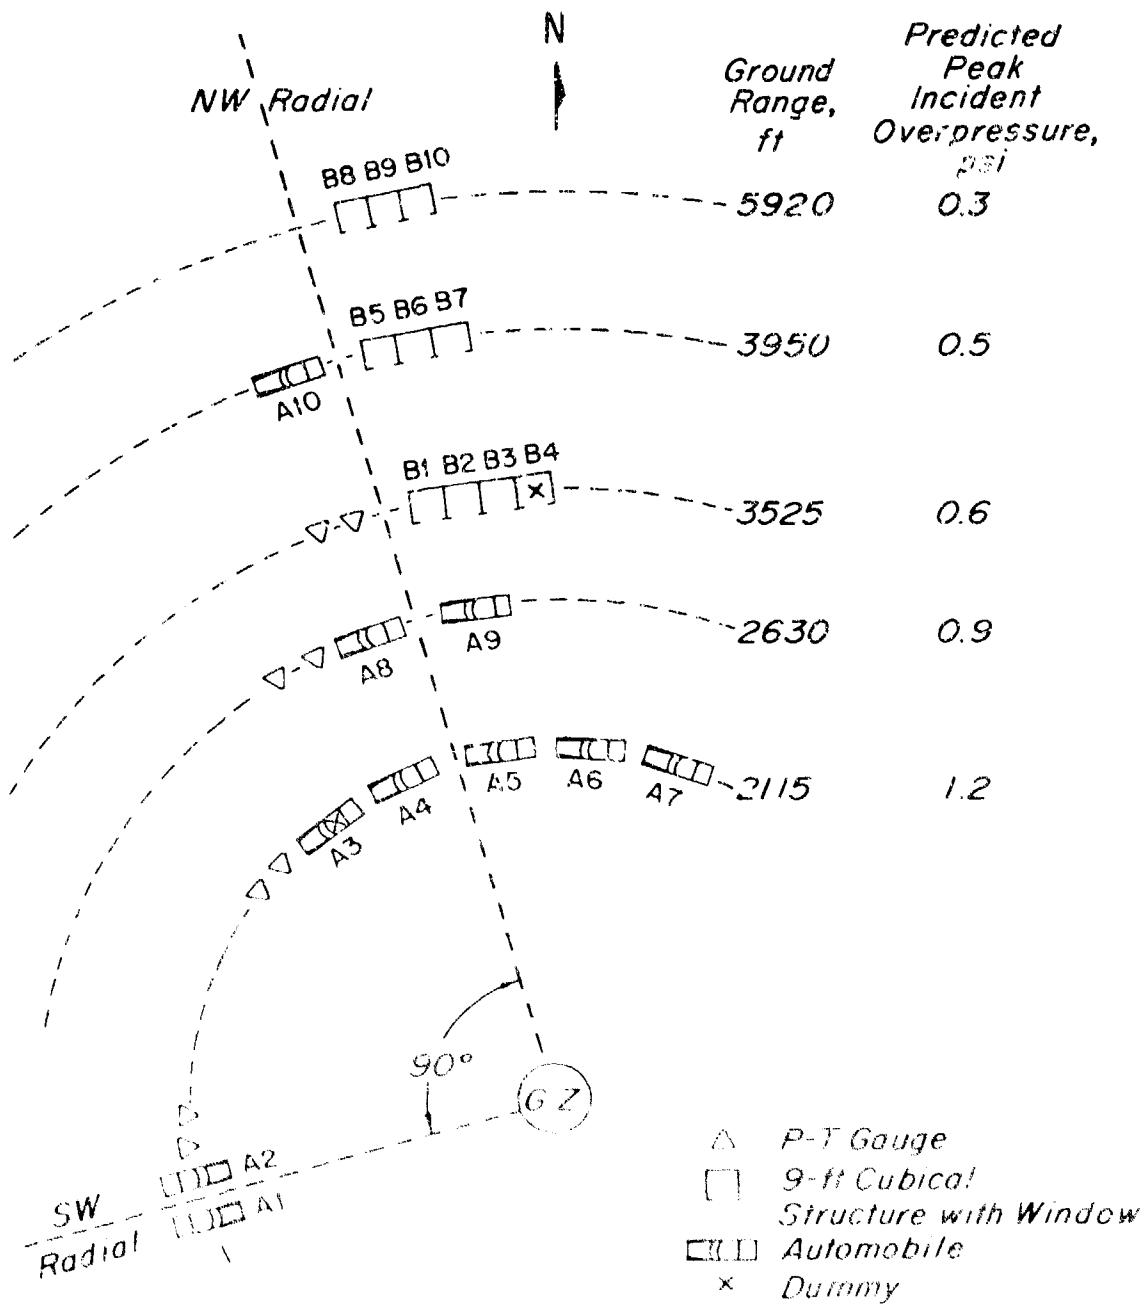 N
NW Radial
Ground
Range,
ft
Predicted
Peak
Incident
Overpressure,
psi
B8 B9 B10
5920 0.3
B5 B6 B7
3950 0.5
A10
B1 B2 B3 B4
3525 0.6
A8 A9
2630 0.9
A3 A4 A5 A6 A7
2115 1.2
90°
GZ
A2
A1
SW
Radial
P-T Gauge
9-ft Cubical
Structure with Window
Automobile
Dummy